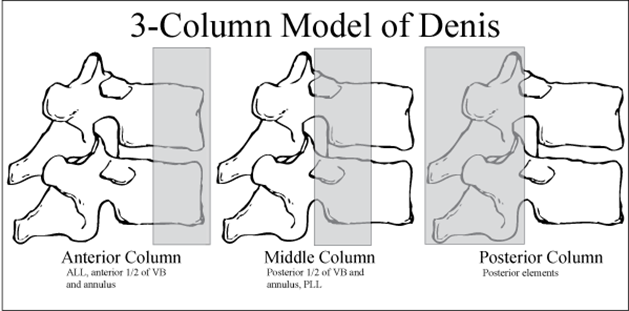 3-Column Model of Denis
Anterior Column
ALL, anterior 1/2 of VB
and annulus
Middle Column
Posterior 1/2 of VB and
annulus, PLL
Posterior Column
Posterior elements